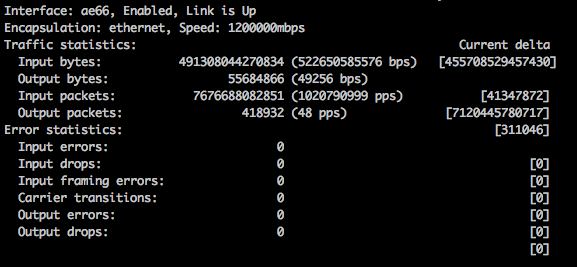 Interface: ae66, Enabled, Link is Up
Encapsulation: ethernet, Speed: 1200000mbps
Traffic statistics: Current delta
Input bytes: 491308044270834 (522650585576 bps) [455708529457430]
Output bytes: 55684866 (49256 bps)
Input packets: 7676688082851 (1020790999 pps) [41347872]
Output packets: 418932 (48 pps) [7120445780717]
Error statistics: [311046]
Input errors: 0
Input drops: 0 [0]
Input framing errors: 0 [0]
Carrier transitions: 0 [0]
Output errors: 0 [0]
Output drops: 0 [0]
[0]